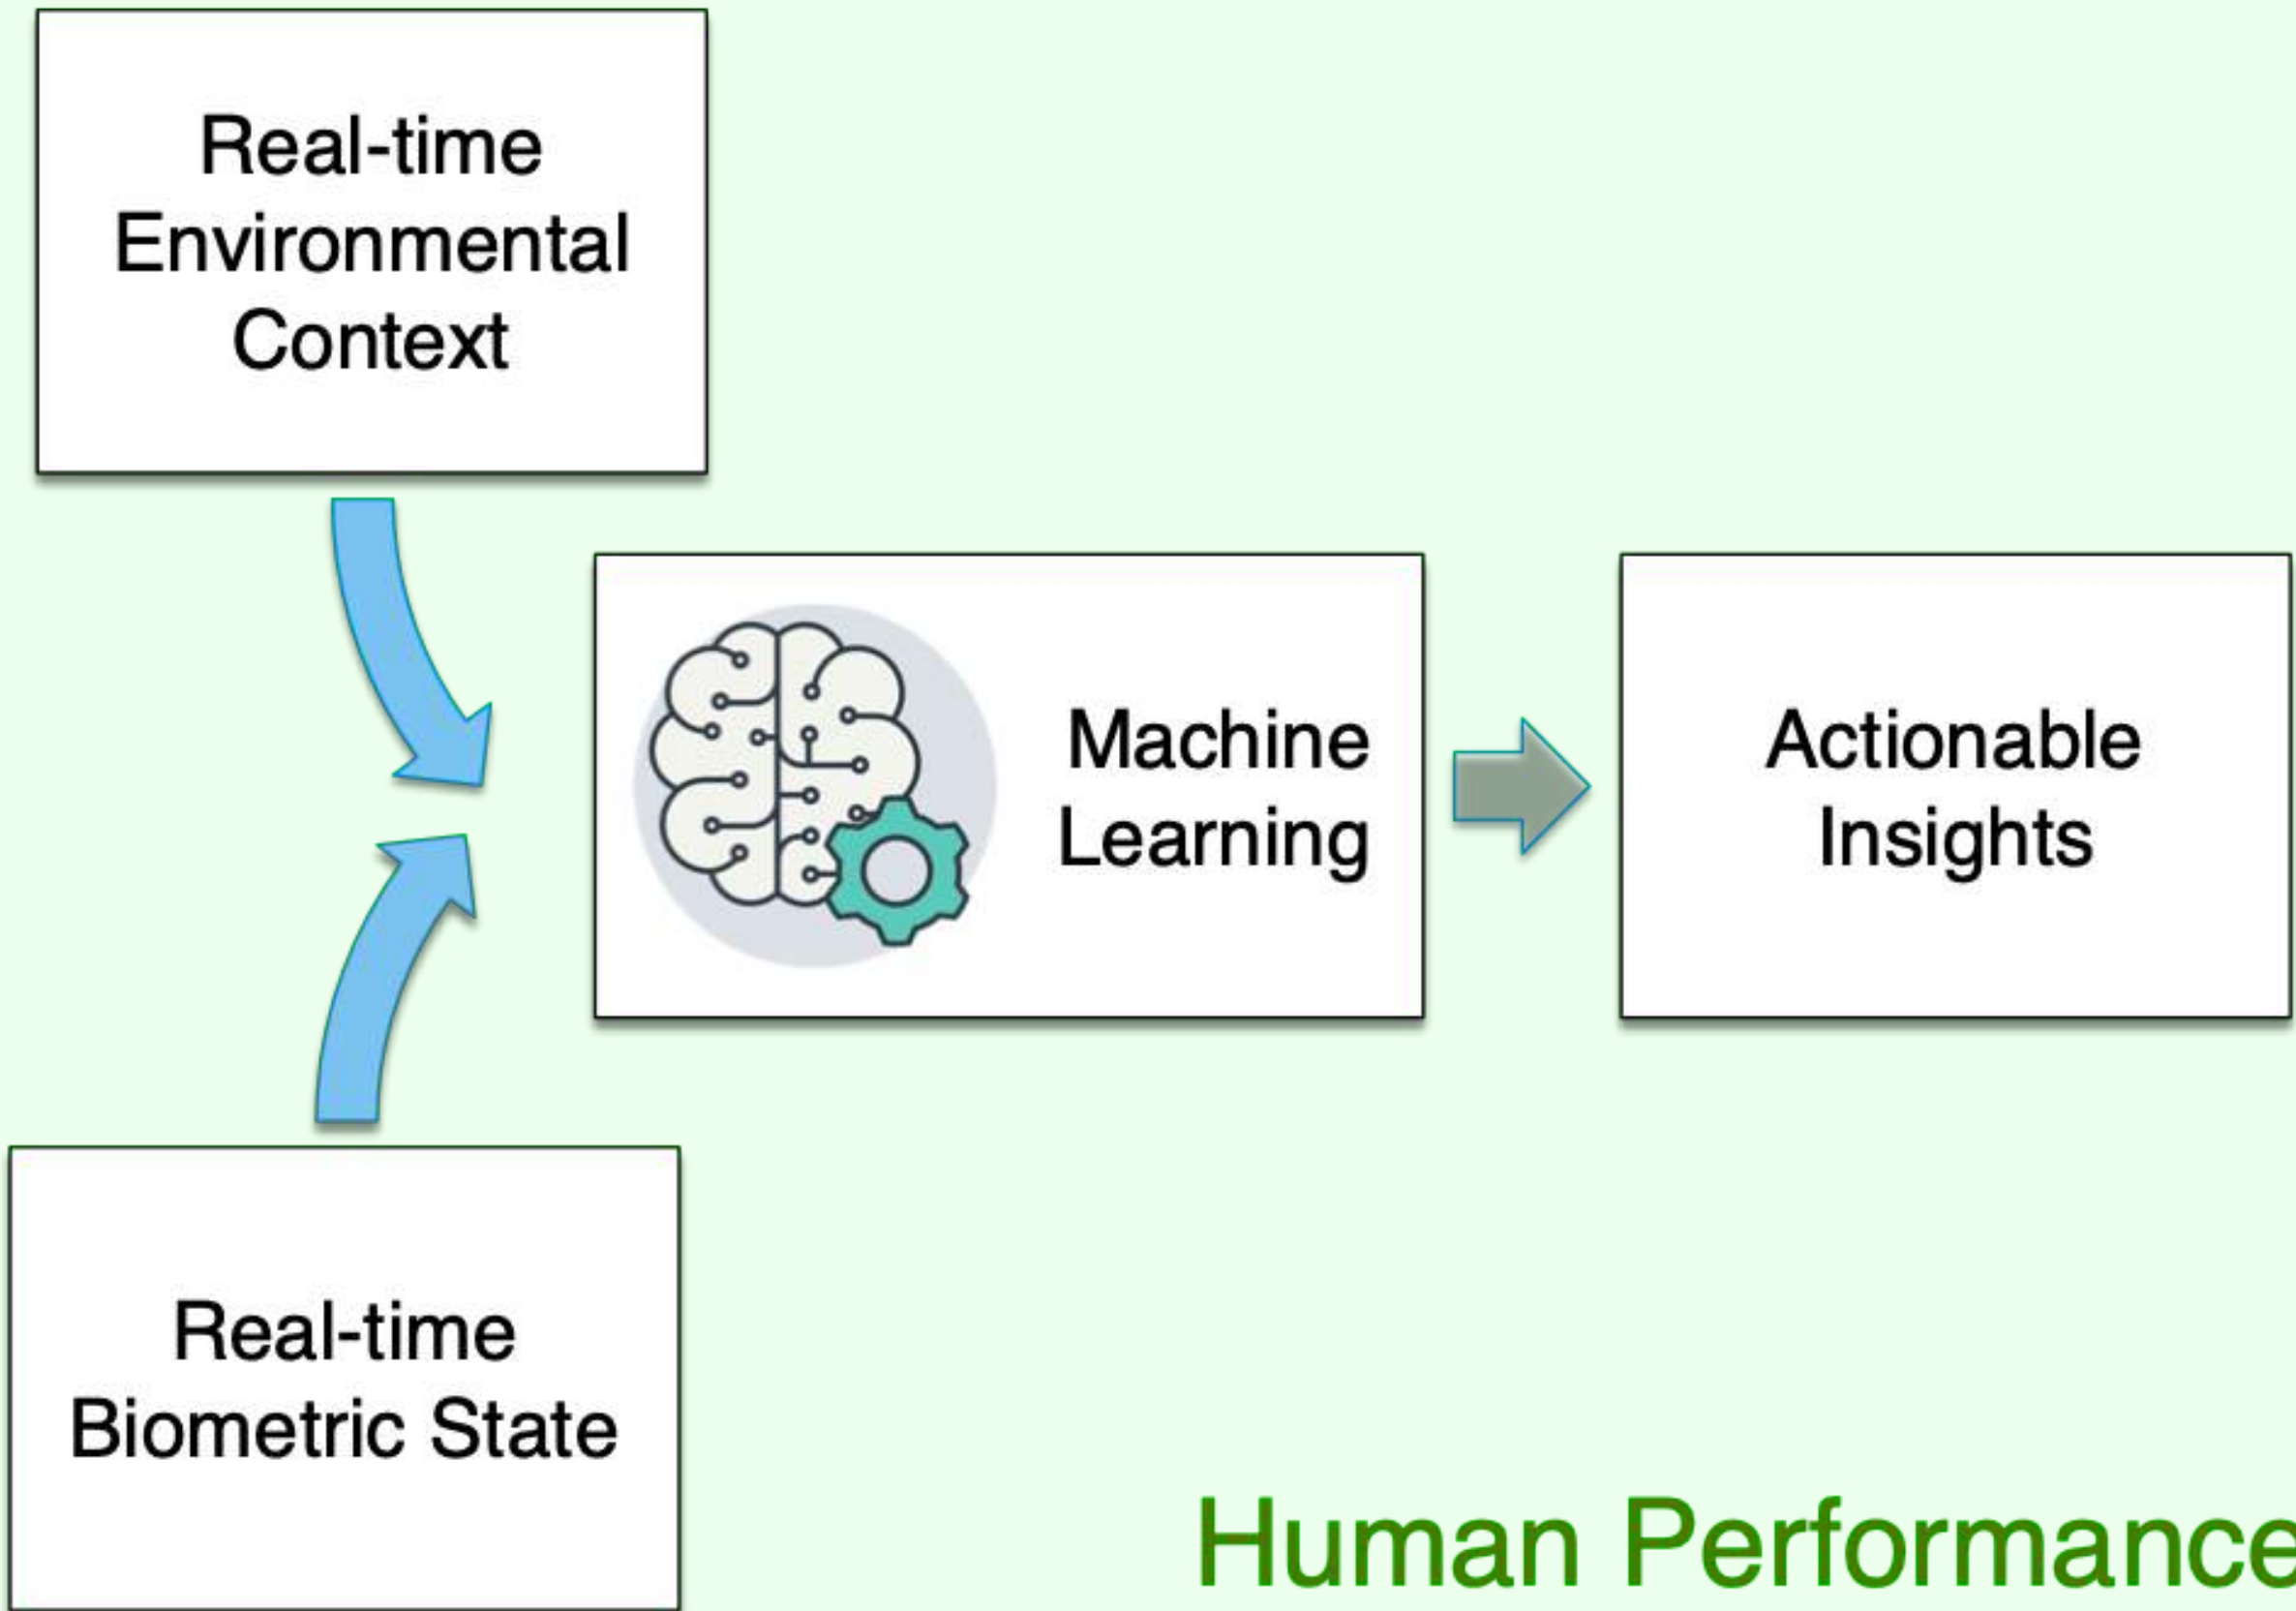 Real-time
Environmental
Context
Machine
Learning
Actionable
Insights
Real-time
Biometric State
Human Performance